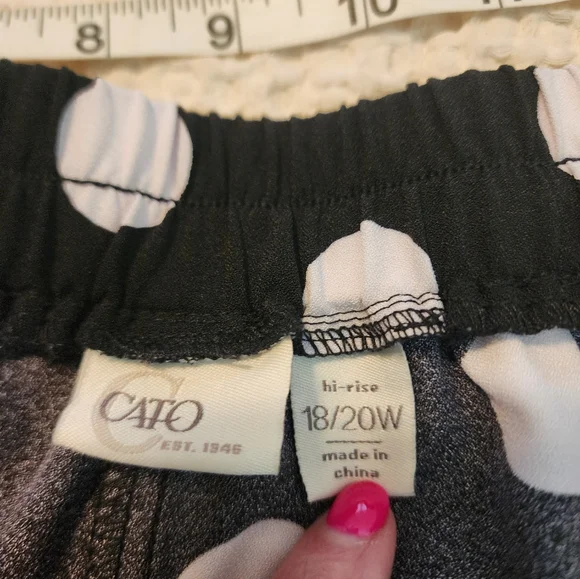 8 9 10
CATO
EST. 1946
hi-rise
18/20W
made in
china